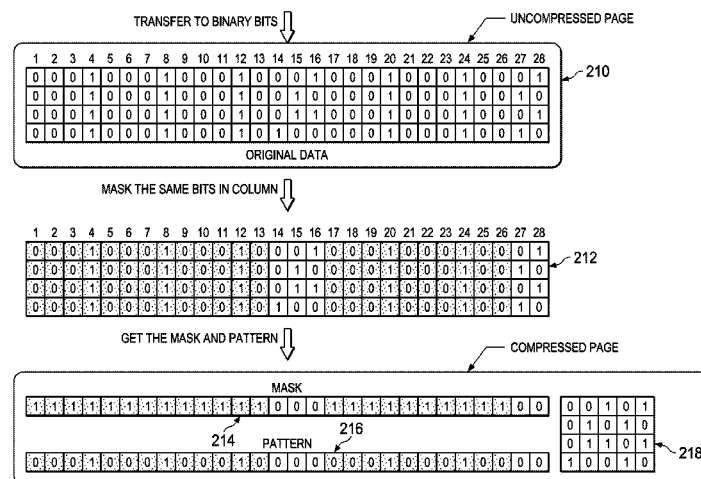 TRANSFER TO BINARY BITS
UNCOMPRESSED PAGE
1 2 3 4 5 6 7 8 9 10 11 12 13 14 15 16 17 18 19 20 21 22 23 24 25 26 27 28
0 0 0 1 0 0 0 1 0 0 0 1 0 0 0 1 0 0 0 1 0 0 0 1 0 0 0 1
210
0 0 0 1 0 0 0 1 0 0 0 1 0 0 1 0 0 0 0 1 0 0 0 1 0 0 1 0
0 0 0 1 0 0 0 1 0 0 0 1 0 0 1 1 0 0 0 1 0 0 0 1 0 0 0 1
0 0 0 1 0 0 0 1 0 0 0 1 0 1 0 0 0 0 0 1 0 0 0 1 0 0 1 0
ORIGINAL DATA
MASK THE SAME BITS IN COLUMN
1 2 3 4 5 6 7 8 9 10 11 12 13 14 15 16 17 18 19 20 21 22 23 24 25 26 27 28
0 0 0 1 0 0 0 1 0 0 0 1 0 0 0 1 0 0 0 1 0 0 0 1 0 0 0 1
212
0 0 0 1 0 0 0 1 0 0 0 1 0 0 1 0 0 0 0 1 0 0 0 1 0 0 1 0
0 0 0 1 0 0 0 1 0 0 0 1 0 0 1 1 0 0 0 1 0 0 0 1 0 0 0 1
0 0 0 1 0 0 0 1 0 0 0 1 0 1 0 0 0 0 0 1 0 0 0 1 0 0 1 0
GET THE MASK AND PATTERN
COMPRESSED PAGE
MASK
1 1 1 1 1 1 1 1 1 1 1 1 1 0 0 0 1 1 1 1 1 1 1 1 1 1 0 0
214
PATTERN
216
0 0 0 1 0 0 0 1 0 0 0 1 0 0 0 0 0 0 0 1 0 0 0 1 0 0 0 0
0 0 1 0 1
0 1 0 1 0
0 1 1 0 1
1 0 0 1 0
218